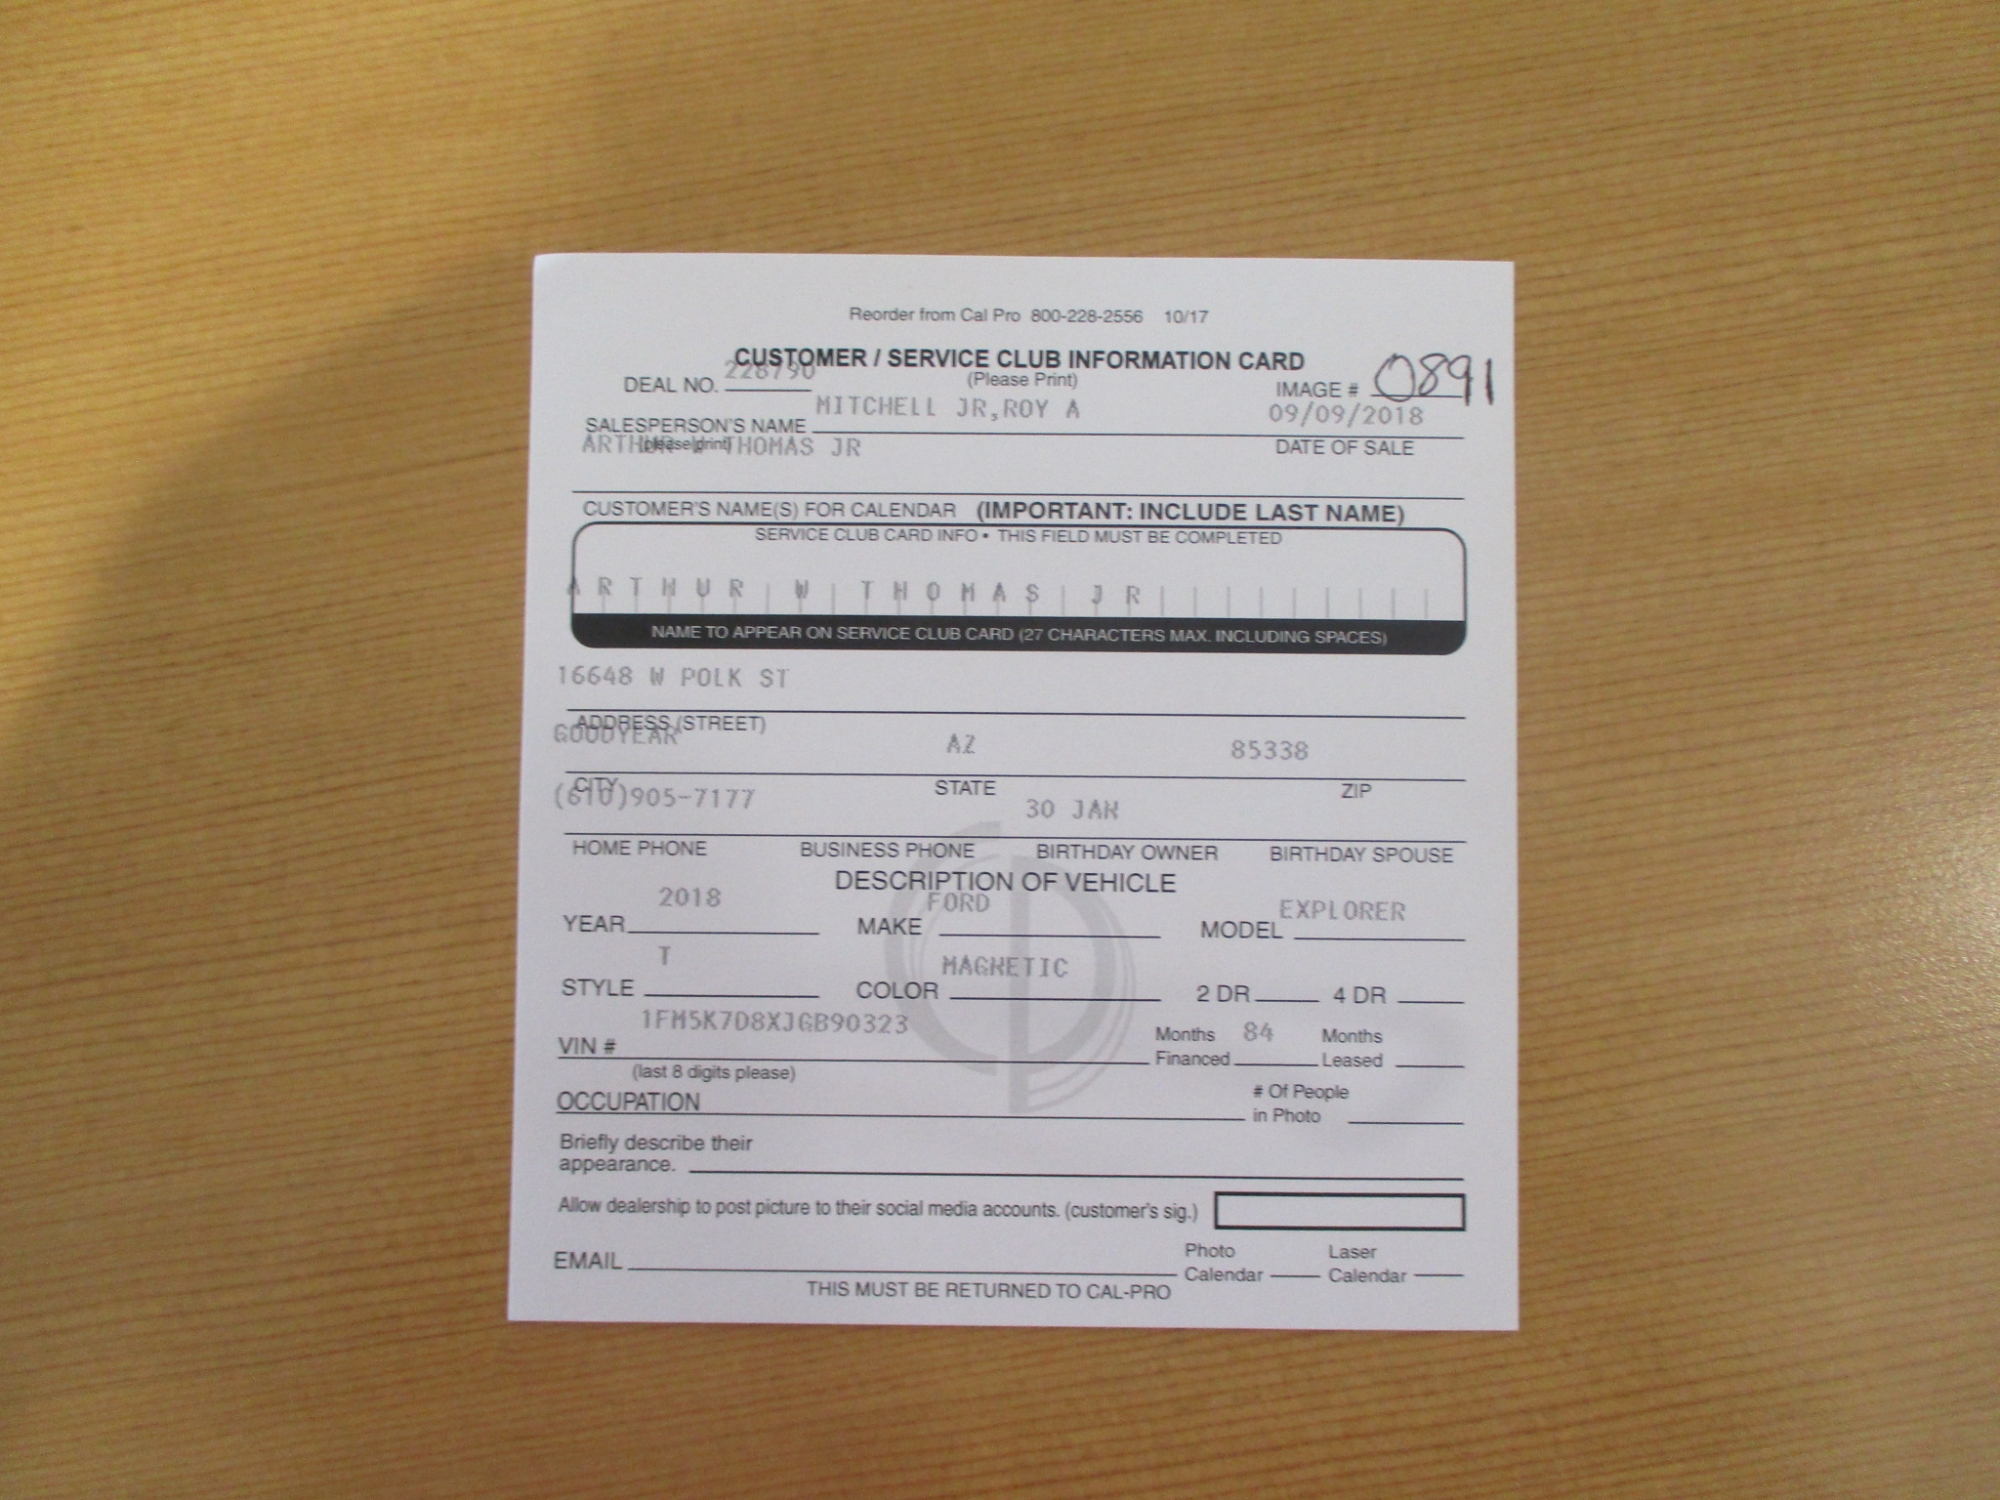 Reorder from Cal Pro 800-228-2556 10/17
CUSTOMER / SERVICE CLUB INFORMATION CARD
DEAL NO. 228790 (Please Print) IMAGE # 0891
SALESPERSON'S NAME MITCHELL JR,ROY A 09/09/2018
(please print) ARTHUR W THOMAS JR DATE OF SALE
CUSTOMER'S NAME(S) FOR CALENDAR (IMPORTANT: INCLUDE LAST NAME)
SERVICE CLUB CARD INFO • THIS FIELD MUST BE COMPLETED
ARTHUR W THOMAS JR
NAME TO APPEAR ON SERVICE CLUB CARD (27 CHARACTERS MAX. INCLUDING SPACES)
16648 W POLK ST
ADDRESS (STREET)
GOODYEAR AZ 85338
CITY STATE ZIP
(610)905-7177 30 JAN
HOME PHONE BUSINESS PHONE BIRTHDAY OWNER BIRTHDAY SPOUSE
DESCRIPTION OF VEHICLE
YEAR 2018 MAKE FORD MODEL EXPLORER
STYLE T COLOR MAGNETIC 2 DR 4 DR
VIN # 1FM5K7D8XJGB90323 Months Financed 84 Months Leased
(last 8 digits please)
OCCUPATION # Of People in Photo
Briefly describe their
appearance.
Allow dealership to post picture to their social media accounts. (customer's sig.)
EMAIL Photo Calendar Laser Calendar
THIS MUST BE RETURNED TO CAL-PRO